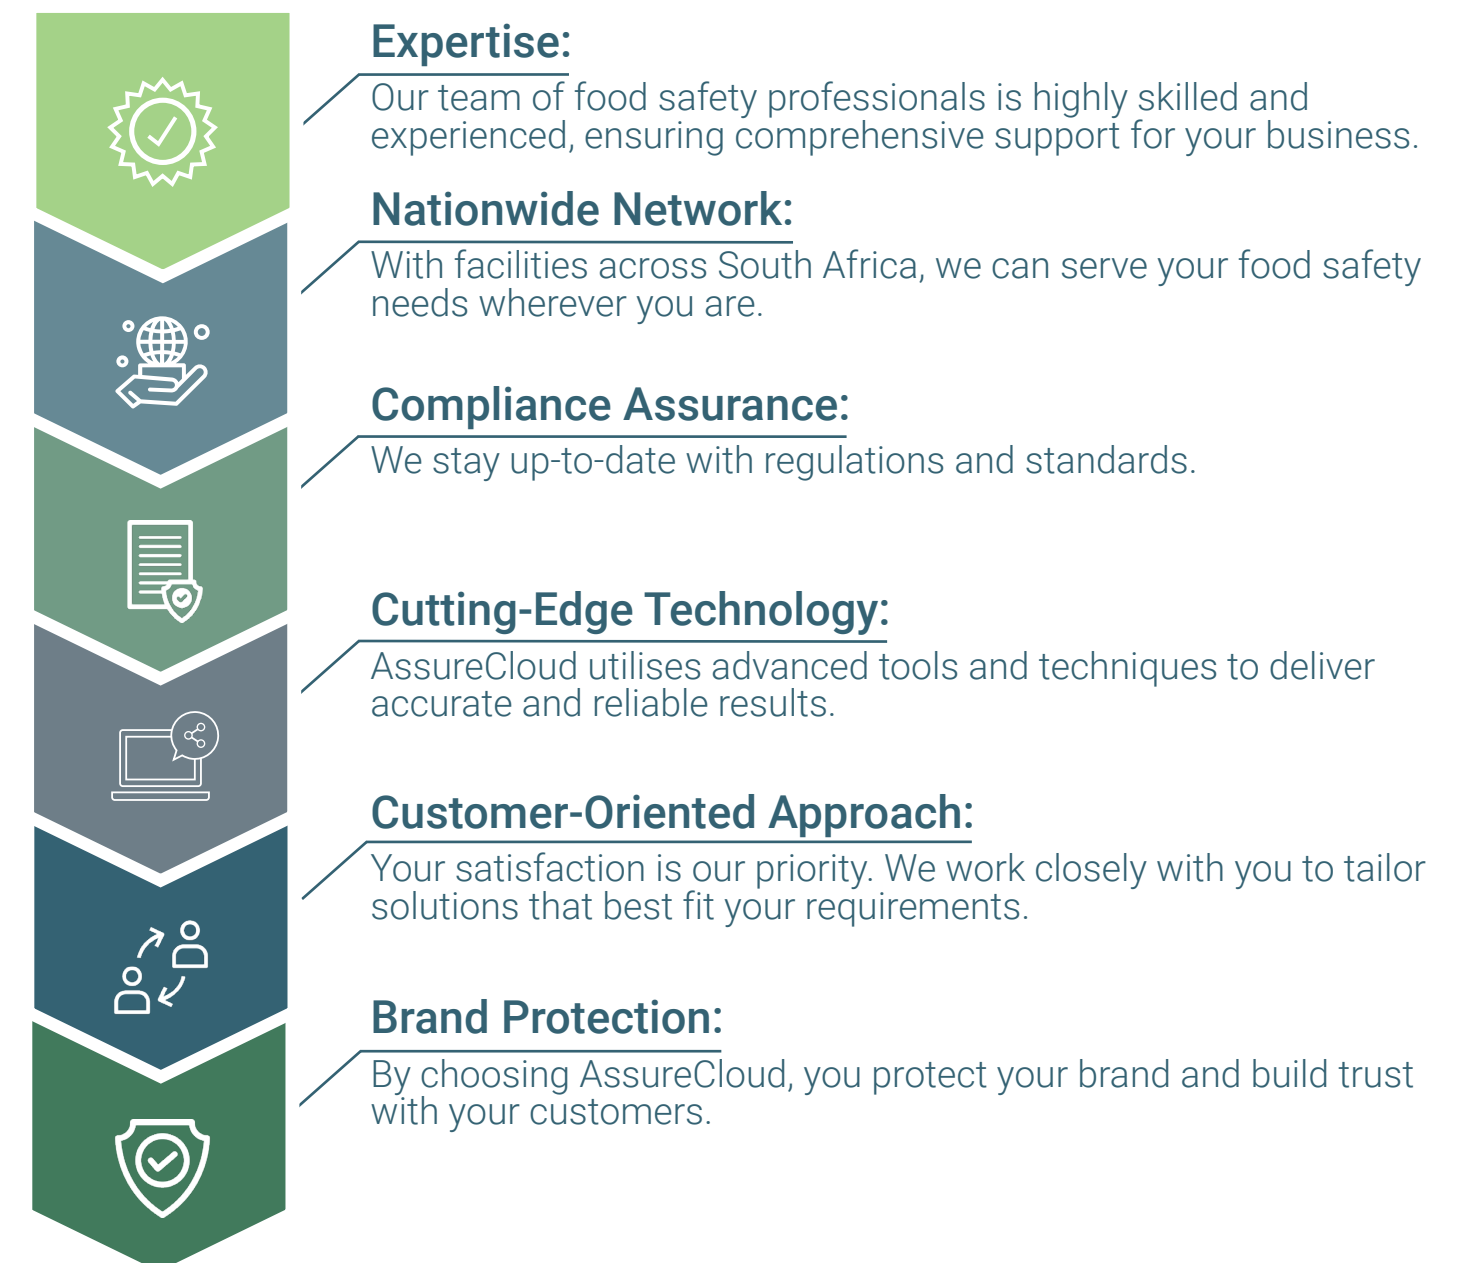 Expertise:
Our team of food safety professionals is highly skilled and
experienced, ensuring comprehensive support for your business.
Nationwide Network:
With facilities across South Africa, we can serve your food safety
needs wherever you are.
Compliance Assurance:
We stay up-to-date with regulations and standards.
Cutting-Edge Technology:
AssureCloud utilises advanced tools and techniques to deliver
accurate and reliable results.
Customer-Oriented Approach:
Your satisfaction is our priority. We work closely with you to tailor
solutions that best fit your requirements.
Brand Protection:
By choosing AssureCloud, you protect your brand and build trust
with your customers.